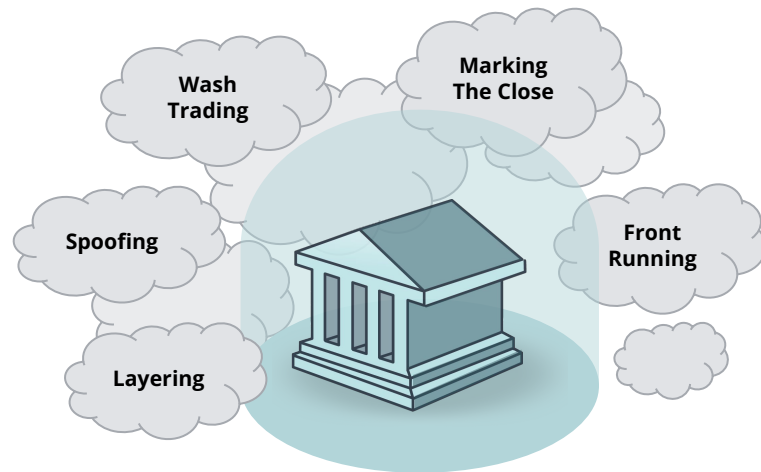 Wash
Trading
Marking
The Close
Spoofing
Front
Running
Layering